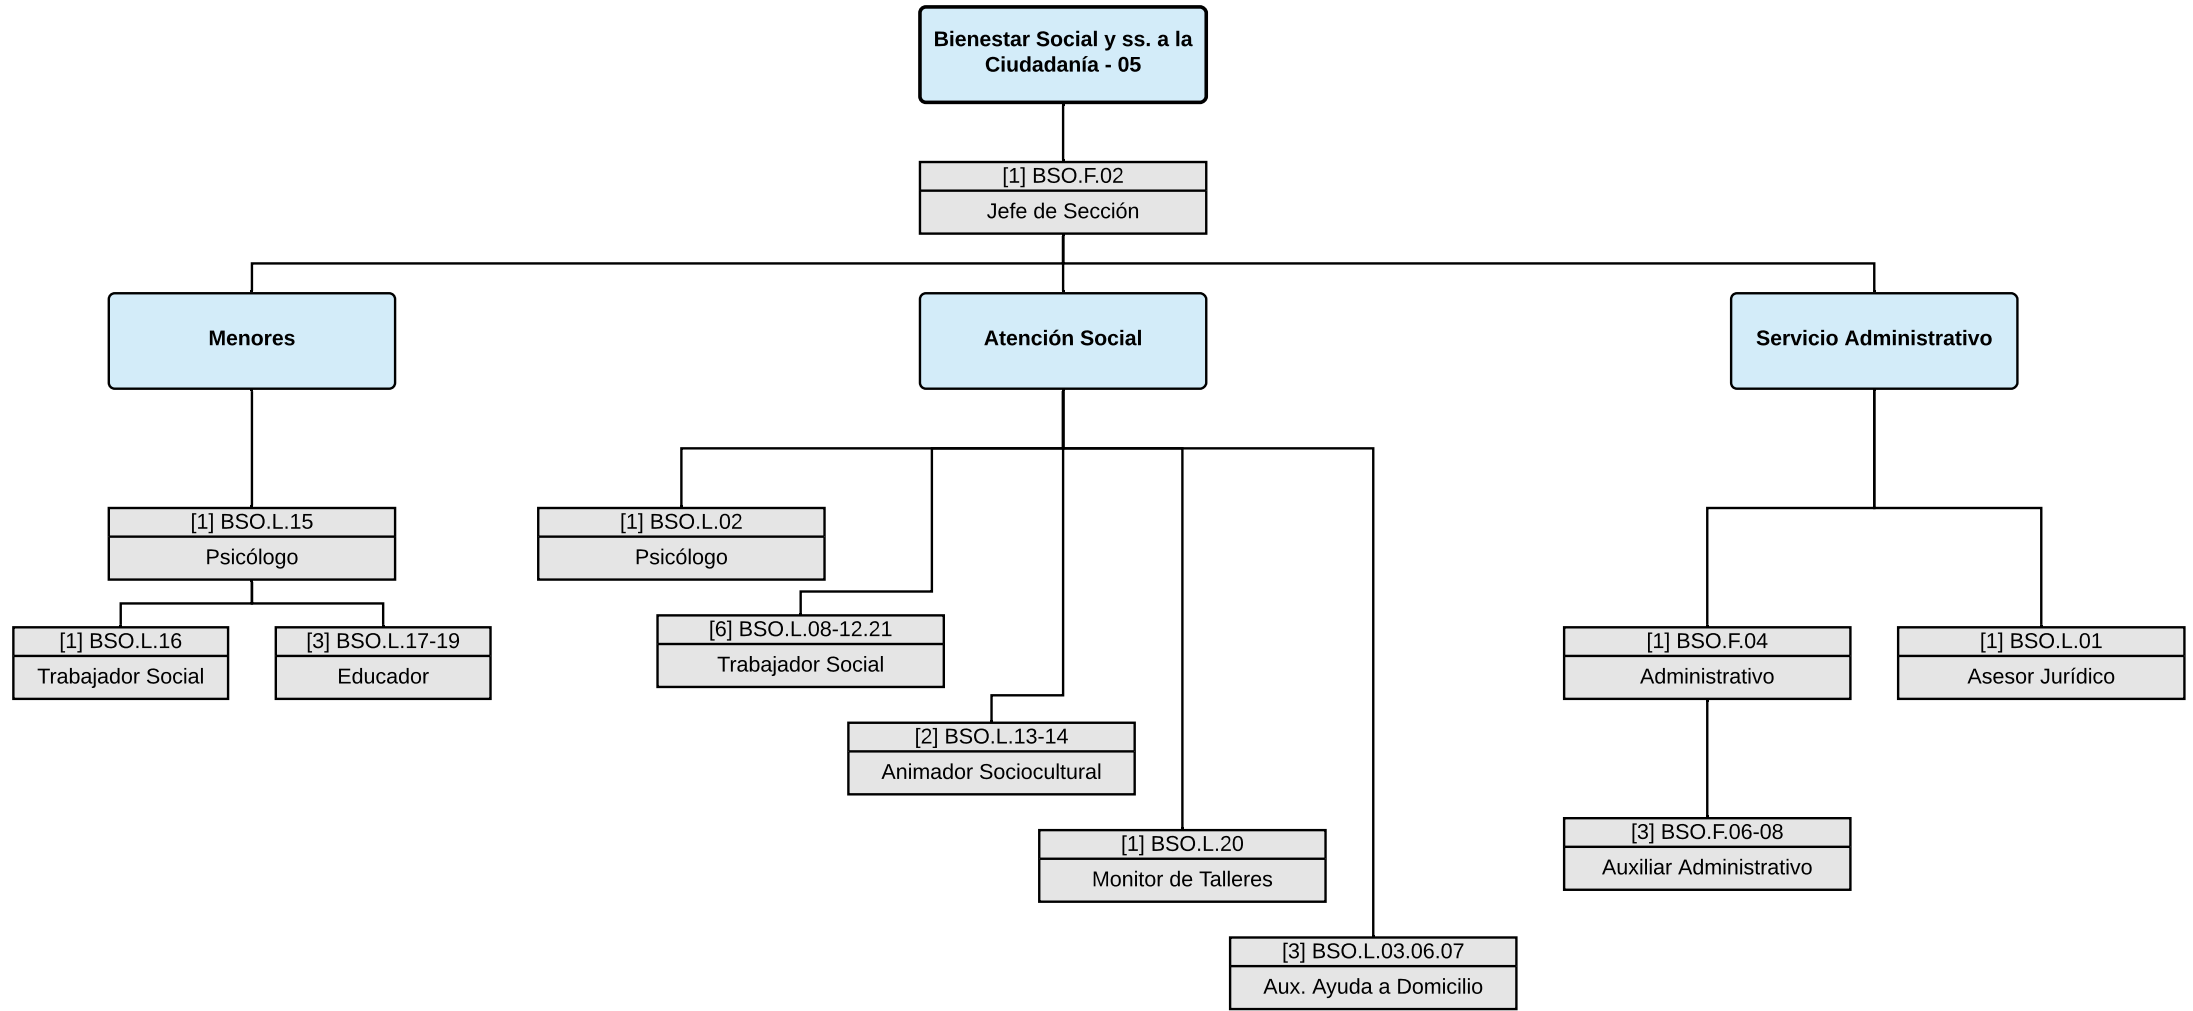 Bienestar Social y ss. a la
Ciudadanía - 05
[1] BSO.F.02
Jefe de Sección
Menores
Atención Social
Servicio Administrativo
[1] BSO.L.15
Psicólogo
[1] BSO.L.16
Trabajador Social
[3] BSO.L.17-19
Educador
[1] BSO.L.02
Psicólogo
[6] BSO.L.08-12.21
Trabajador Social
[2] BSO.L.13-14
Animador Sociocultural
[1] BSO.L.20
Monitor de Talleres
[3] BSO.L.03.06.07
Aux. Ayuda a Domicilio
[1] BSO.F.04
Administrativo
[1] BSO.L.01
Asesor Jurídico
[3] BSO.F.06-08
Auxiliar Administrativo